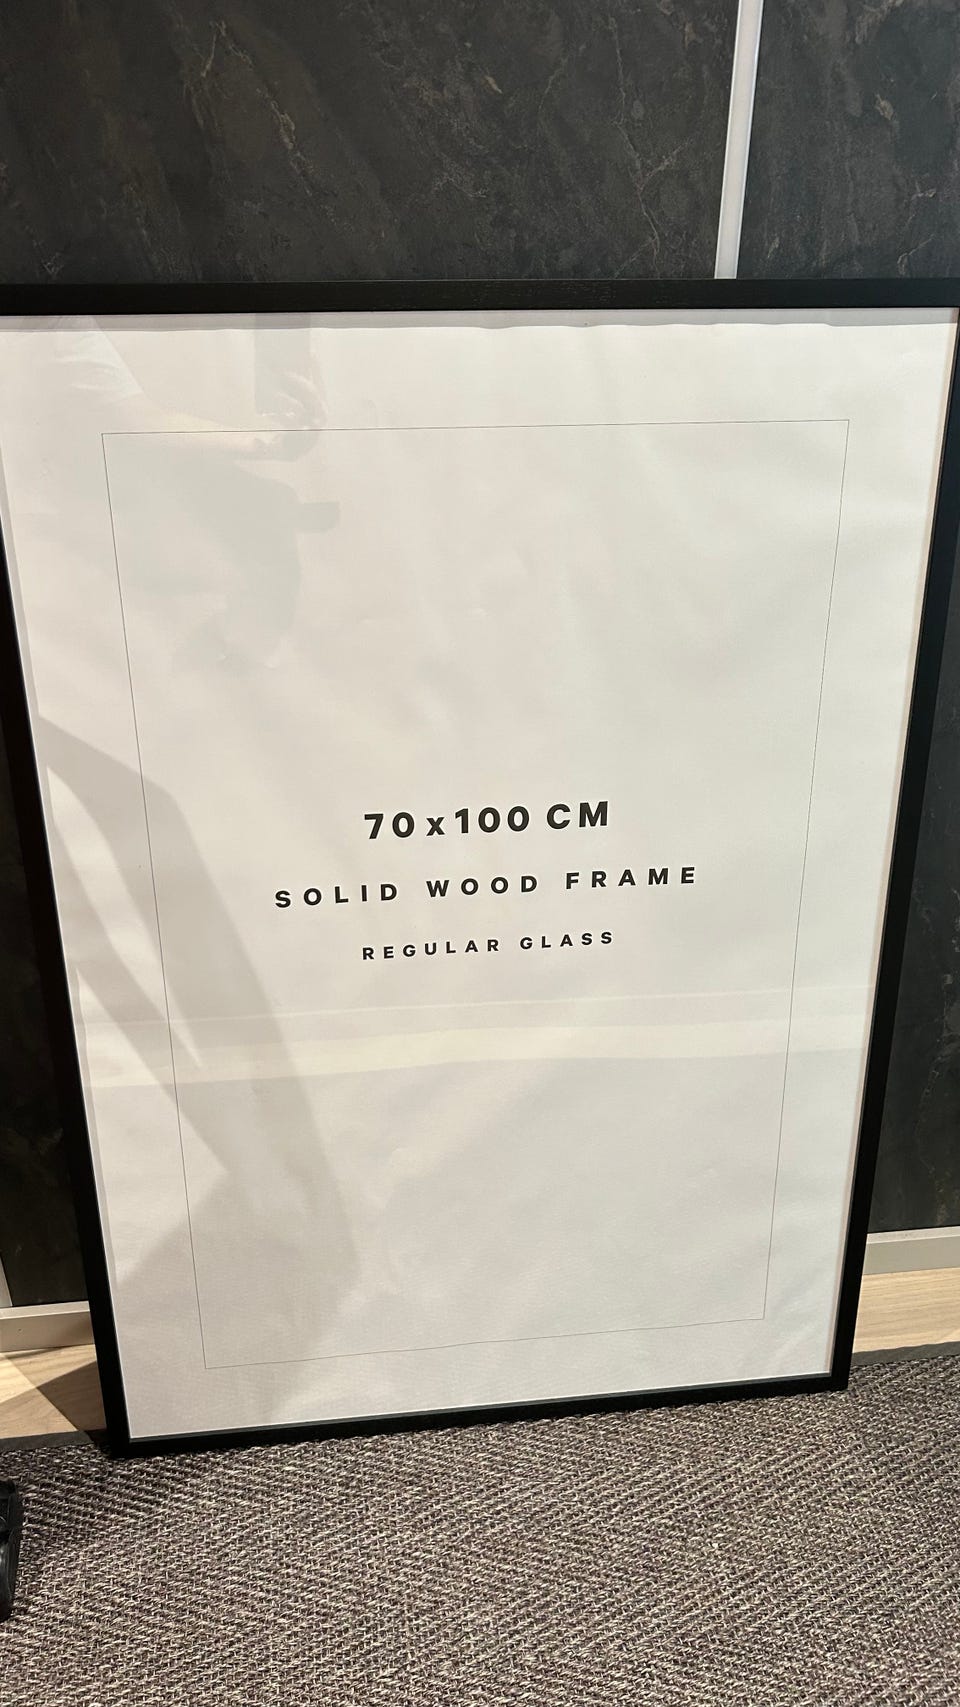 70x100 CM
SOLID WOOD FRAME
REGULAR GLASS